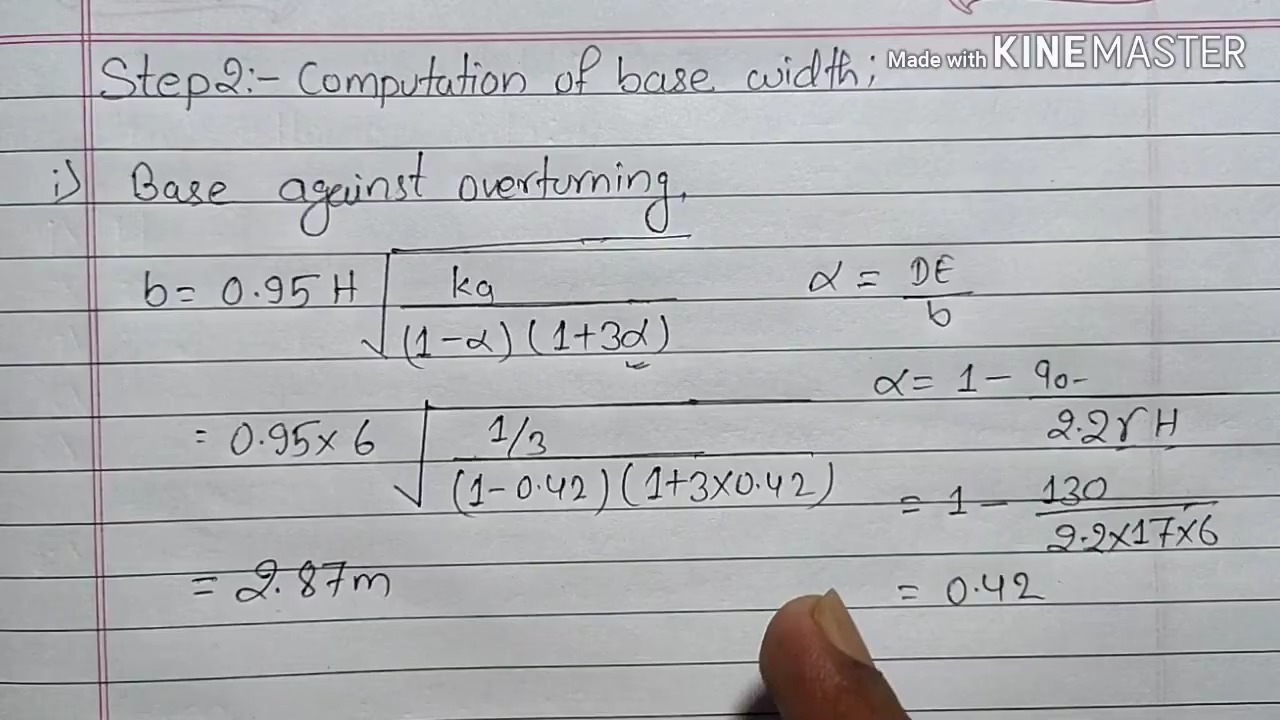 Made with KINEMASTER
Step2:- Computation of base width;
i) Base against overturning.
b = 0.95 H √(ka / (1-α)(1+3α))
α = DE / b
α = 1 - q0- / 2.2γH
= 0.95×6 √(1/3 / (1-0.42)(1+3×0.42))
= 1 - 130 / 2.2×17×6
= 2.87m
= 0.42